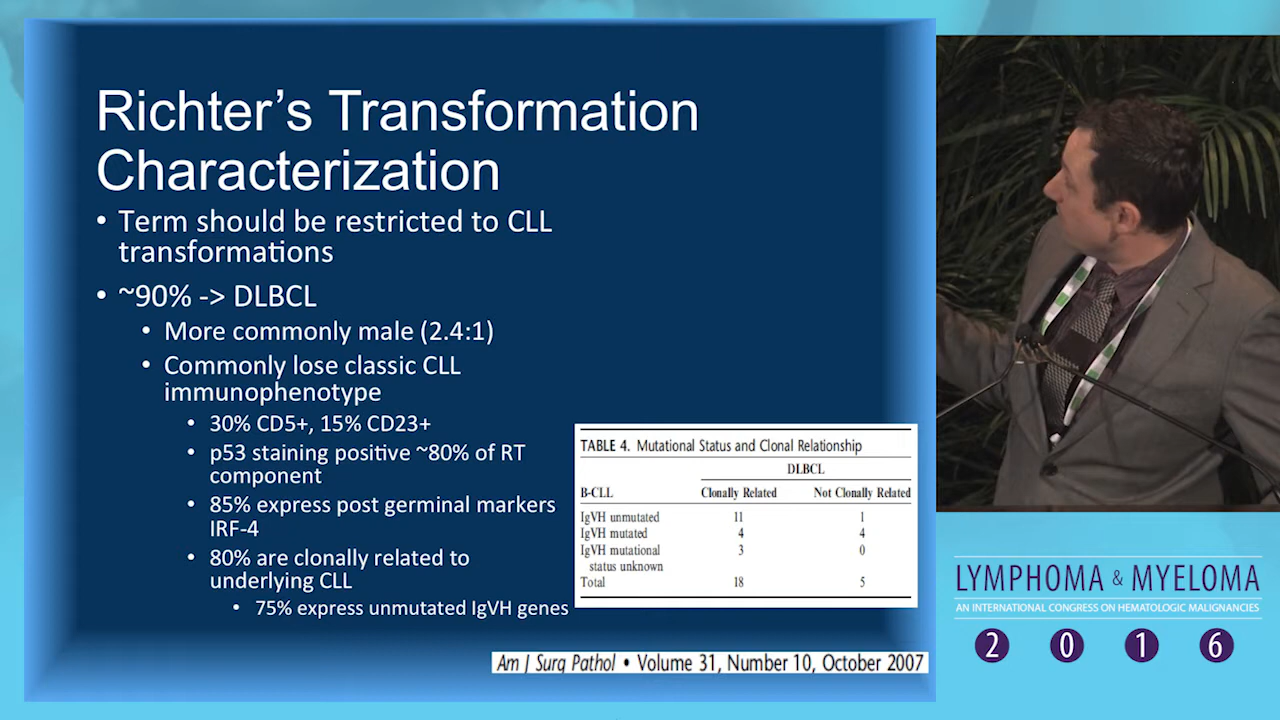 Richter's Transformation
Characterization
• Term should be restricted to CLL
transformations
• ~90% -> DLBCL
• More commonly male (2.4:1)
• Commonly lose classic CLL
immunophenotype
• 30% CD5+, 15% CD23+
• p53 staining positive ~80% of RT
component
• 85% express post germinal markers
IRF-4
• 80% are clonally related to
underlying CLL
• 75% express unmutated IgVH genes
TABLE 4. Mutational Status and Clonal Relationship
DLBCL
B-CLL Clonally Related Not Clonally Related
IgVH unmutated 11 1
IgVH mutated 4 4
IgVH mutational 3 0
status unknown
Total 18 5
Am J Surg Pathol • Volume 31, Number 10, October 2007
LYMPHOMA & MYELOMA
AN INTERNATIONAL CONGRESS ON HEMATOLOGIC MALIGNANCIES
2 0 1 6